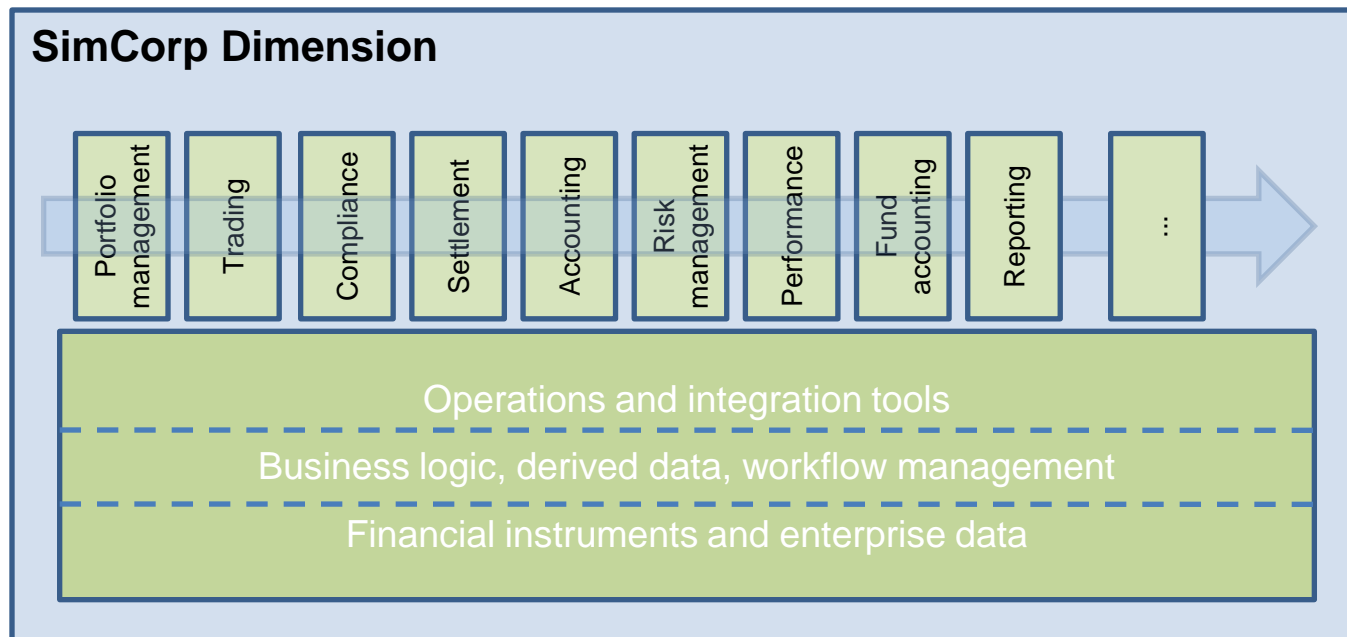 SimCorp Dimension
Portfolio
management
Trading
Compliance
Settlement
Accounting
Risk
management
Performance
Fund
accounting
Reporting
...
Operations and integration tools
Business logic, derived data, workflow management
Financial instruments and enterprise data